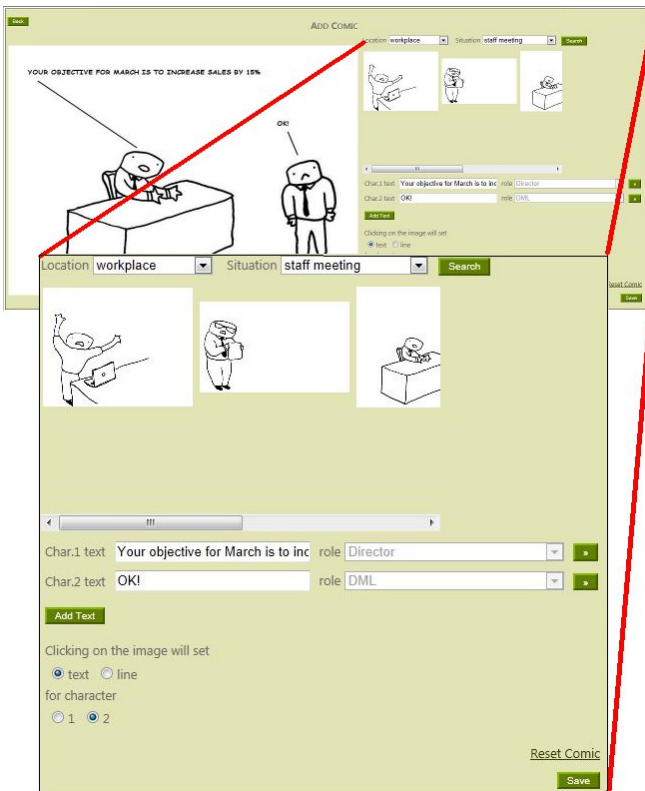 Back
ADD COMIC
Location workplace Situation staff meeting Search
YOUR OBJECTIVE FOR MARCH IS TO INCREASE SALES BY 15%
OK!
Char.1 text Your objective for March is to inc role Director »
Char.2 text OK! role DML »
Add Text
Clicking on the image will set
text line
Reset Comic
Save
Location workplace Situation staff meeting Search
Char.1 text Your objective for March is to inc role Director »
Char.2 text OK! role DML »
Add Text
Clicking on the image will set
text line
for character
1 2
Reset Comic
Save